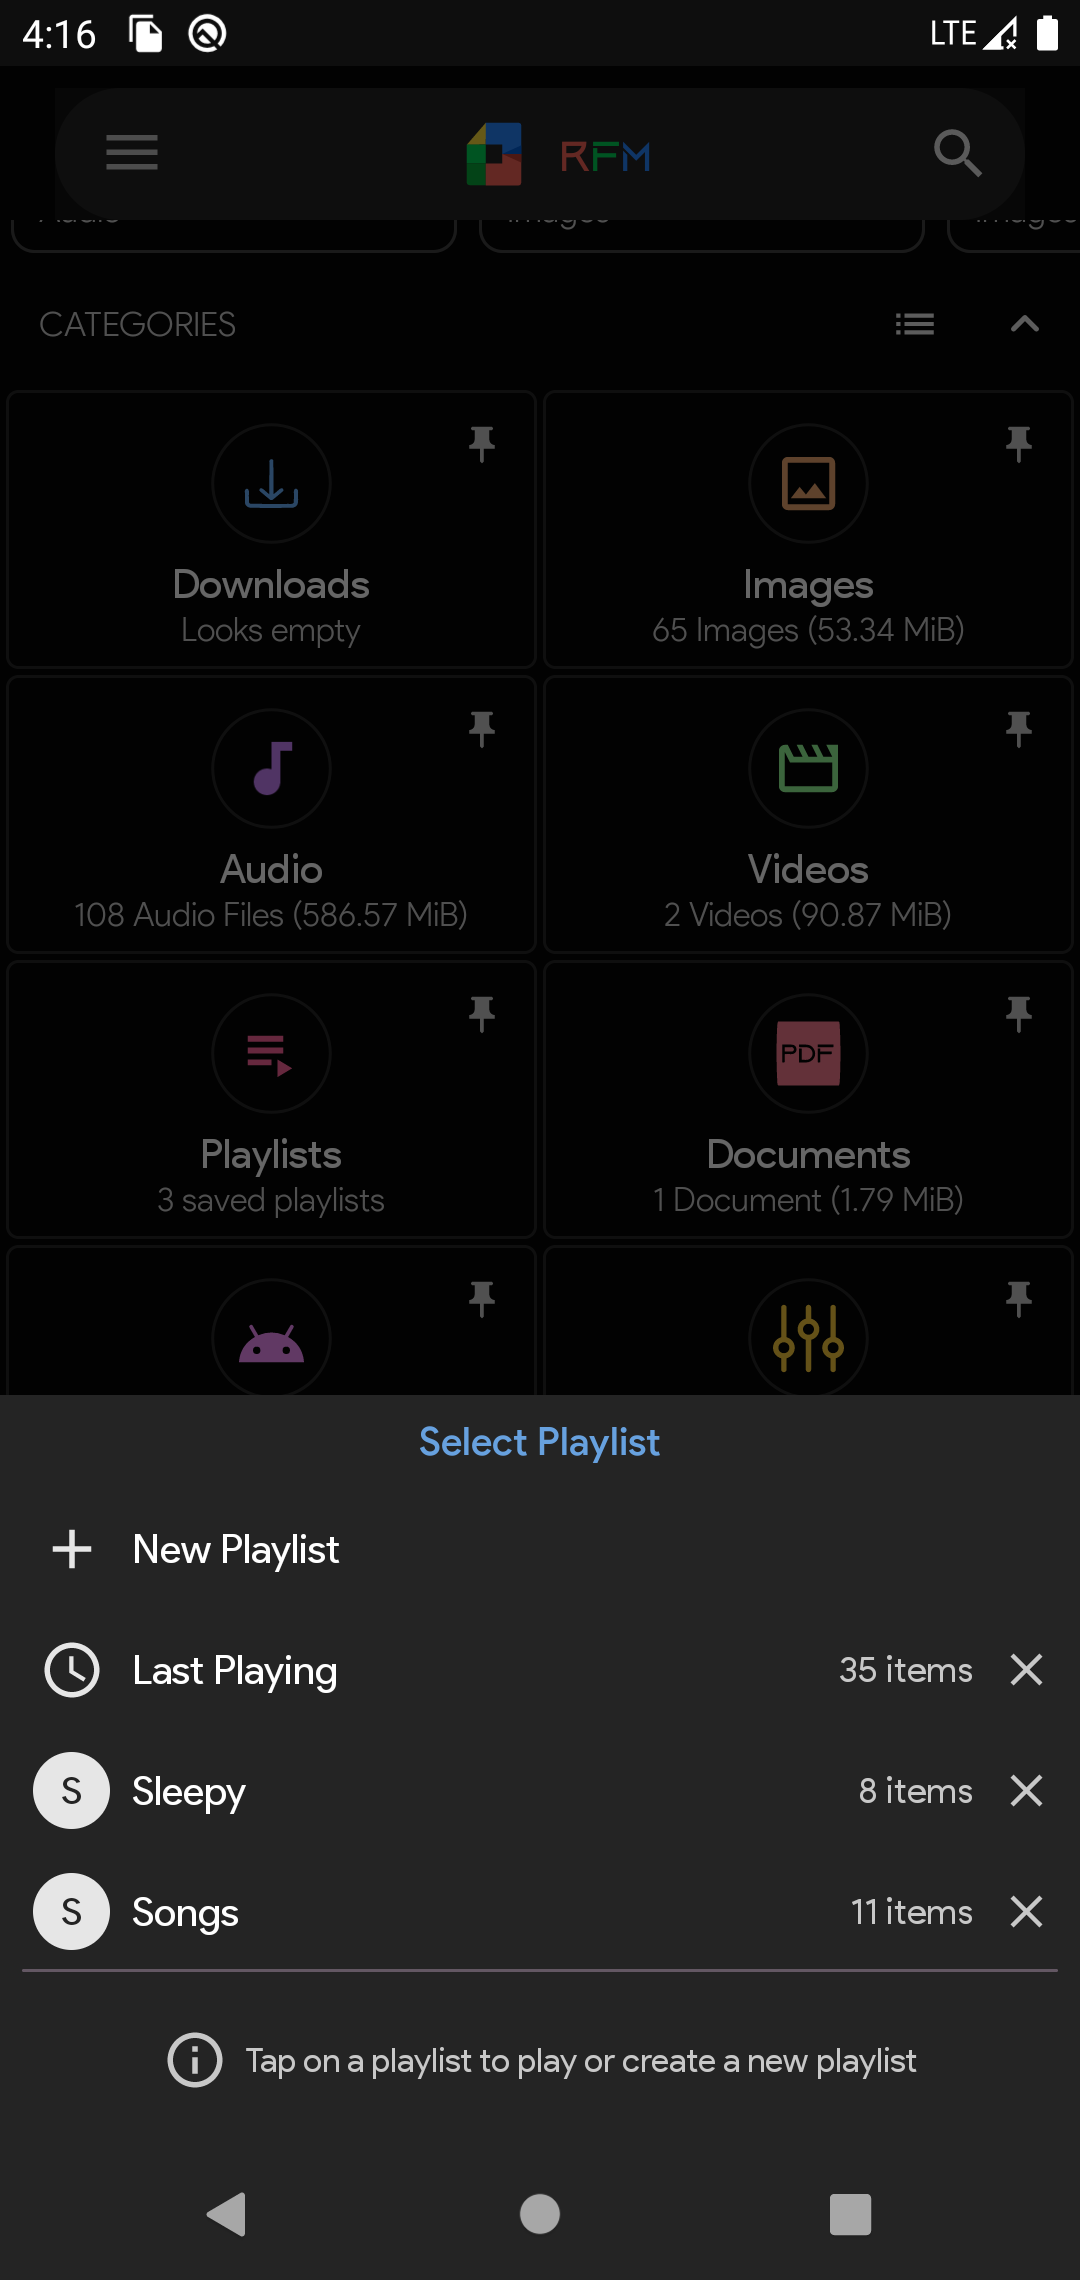 4:16
LTE
RFM
Audio
Images
Images
CATEGORIES
Downloads
Looks empty
Images
65 Images (53.34 MiB)
Audio
108 Audio Files (586.57 MiB)
Videos
2 Videos (90.87 MiB)
Playlists
3 saved playlists
PDF
Documents
1 Document (1.79 MiB)
Select Playlist
New Playlist
Last Playing
35 items
S
Sleepy
8 items
S
Songs
11 items
Tap on a playlist to play or create a new playlist